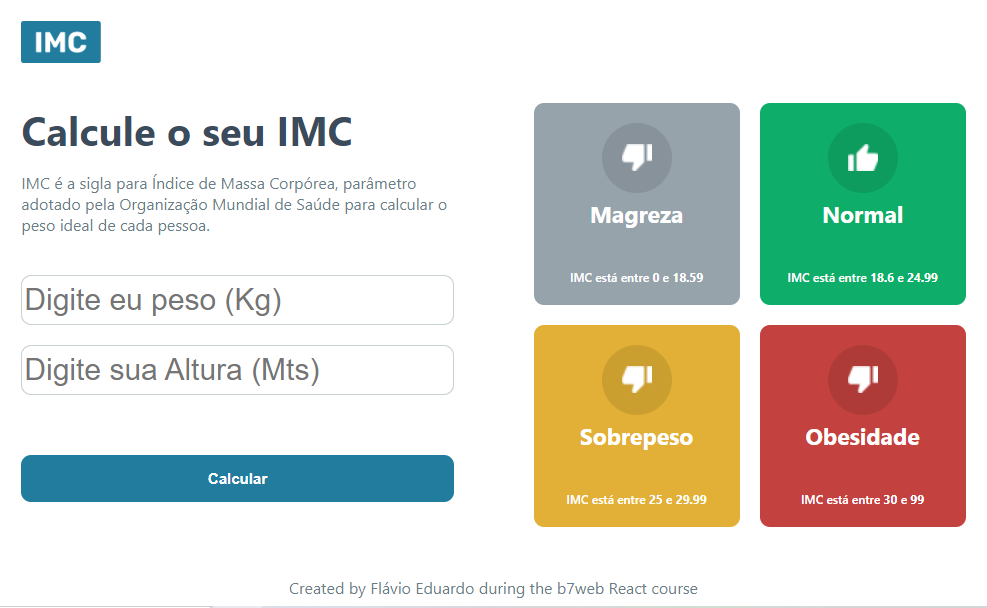 IMC
Calcule o seu IMC
IMC é a sigla para Índice de Massa Corpórea, parâmetro
adotado pela Organização Mundial de Saúde para calcular o
peso ideal de cada pessoa.
Digite eu peso (Kg)
Digite sua Altura (Mts)
Calcular
Magreza
IMC está entre 0 e 18.59
Normal
IMC está entre 18.6 e 24.99
Sobrepeso
IMC está entre 25 e 29.99
Obesidade
IMC está entre 30 e 99
Created by Flávio Eduardo during the b7web React course